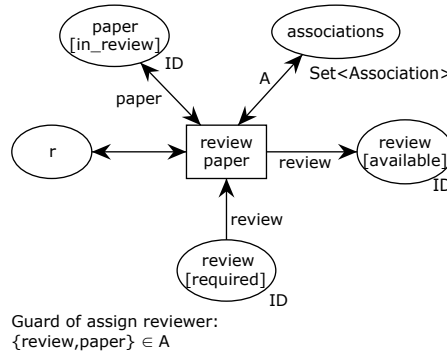 paper
[in_review]
ID
associations
Set<Association>
A
paper
r
review
paper
review
review
[available]
ID
review
review
[required]
ID
Guard of assign reviewer:
{review,paper} ∈ A